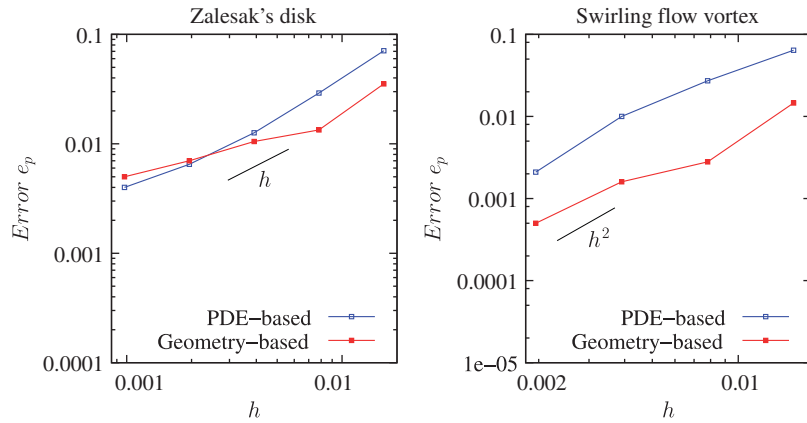 Zalesak's disk
0.1
0.01
0.001
0.0001
Error e_p
h
PDE−based
Geometry−based
0.001
0.01
h
Swirling flow vortex
0.1
0.01
0.001
0.0001
1e−05
Error e_p
h^2
PDE−based
Geometry−based
0.002
0.01
h